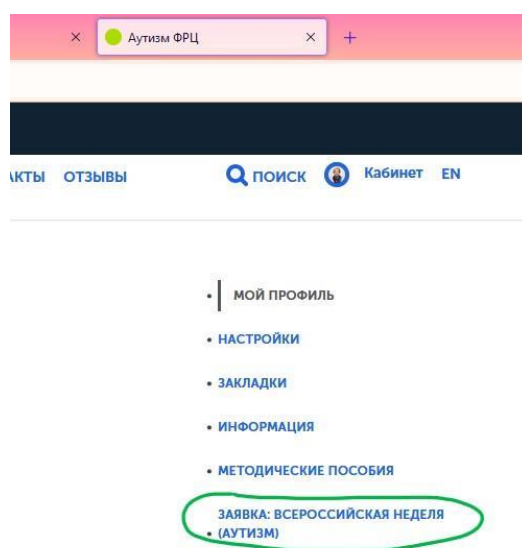 Аутизм ФРЦ
АКТЫ ОТЗЫВЫ ПОИСК Кабинет EN
МОЙ ПРОФИЛЬ
НАСТРОЙКИ
ЗАКЛАДКИ
ИНФОРМАЦИЯ
МЕТОДИЧЕСКИЕ ПОСОБИЯ
ЗАЯВКА: ВСЕРОССИЙСКАЯ НЕДЕЛЯ
(АУТИЗМ)